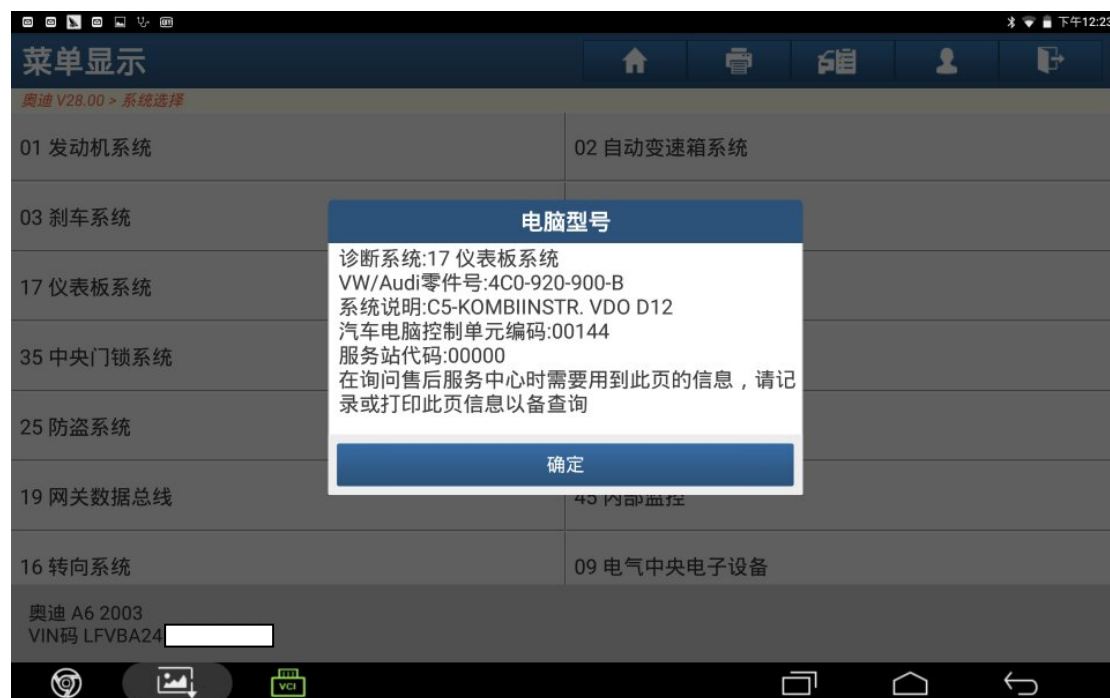 下午12:23
菜单显示
奥迪 V28.00 > 系统选择
01 发动机系统
02 自动变速箱系统
03 刹车系统
17 仪表板系统
35 中央门锁系统
25 防盗系统
19 网关数据总线
45 内部监控
16 转向系统
09 电气中央电子设备
电脑型号
诊断系统:17 仪表板系统
VW/Audi零件号:4C0-920-900-B
系统说明:C5-KOMBIINSTR. VDO D12
汽车电脑控制单元编码:00144
服务站代码:00000
在询问售后服务中心时需要用到此页的信息，请记
录或打印此页信息以备查询
确定
奥迪 A6 2003
VIN码 LFVBA24
VCI